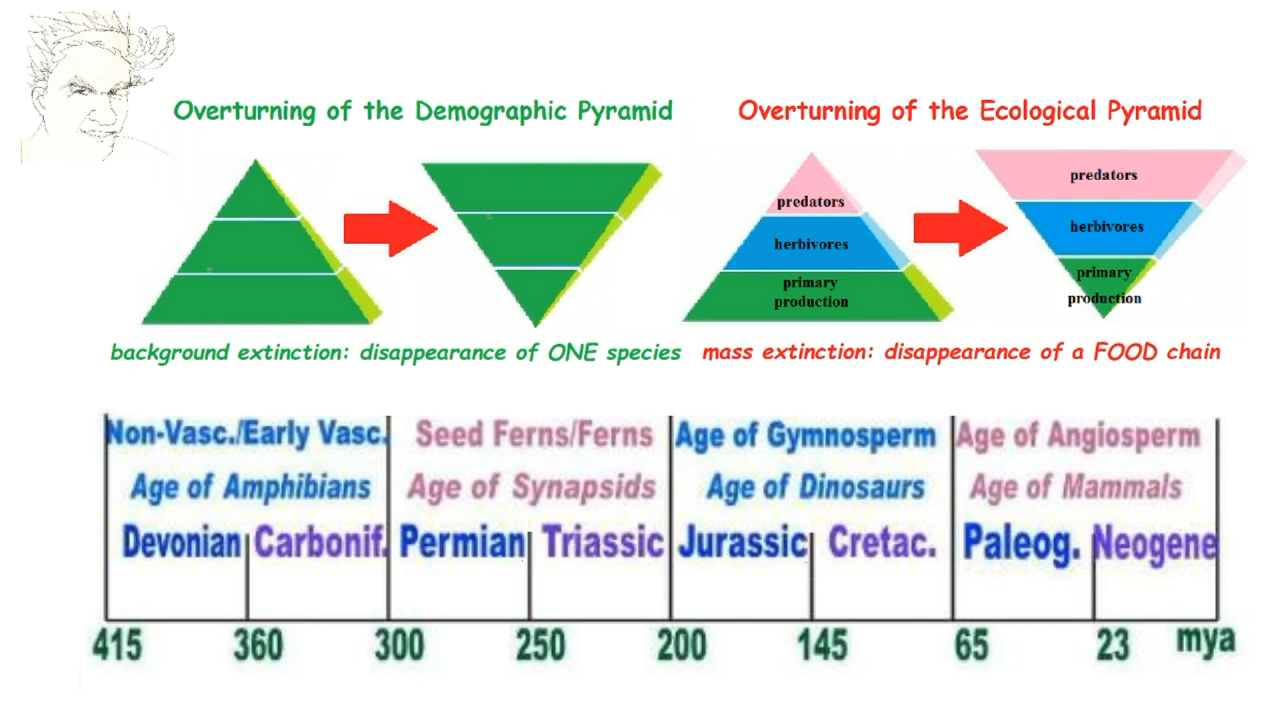 Overturning of the Demographic Pyramid
Overturning of the Ecological Pyramid
predators
herbivores
primary
production
predators
herbivores
primary
production
background extinction: disappearance of ONE species
mass extinction: disappearance of a FOOD chain
Non-Vasc./Early Vasc. Seed Ferns/Ferns Age of Gymnosperm Age of Angiosperm
Age of Amphibians Age of Synapsids Age of Dinosaurs Age of Mammals
Devonian Carbonif. Permian Triassic Jurassic Cretac. Paleog. Neogene
415 360 300 250 200 145 65 23 mya